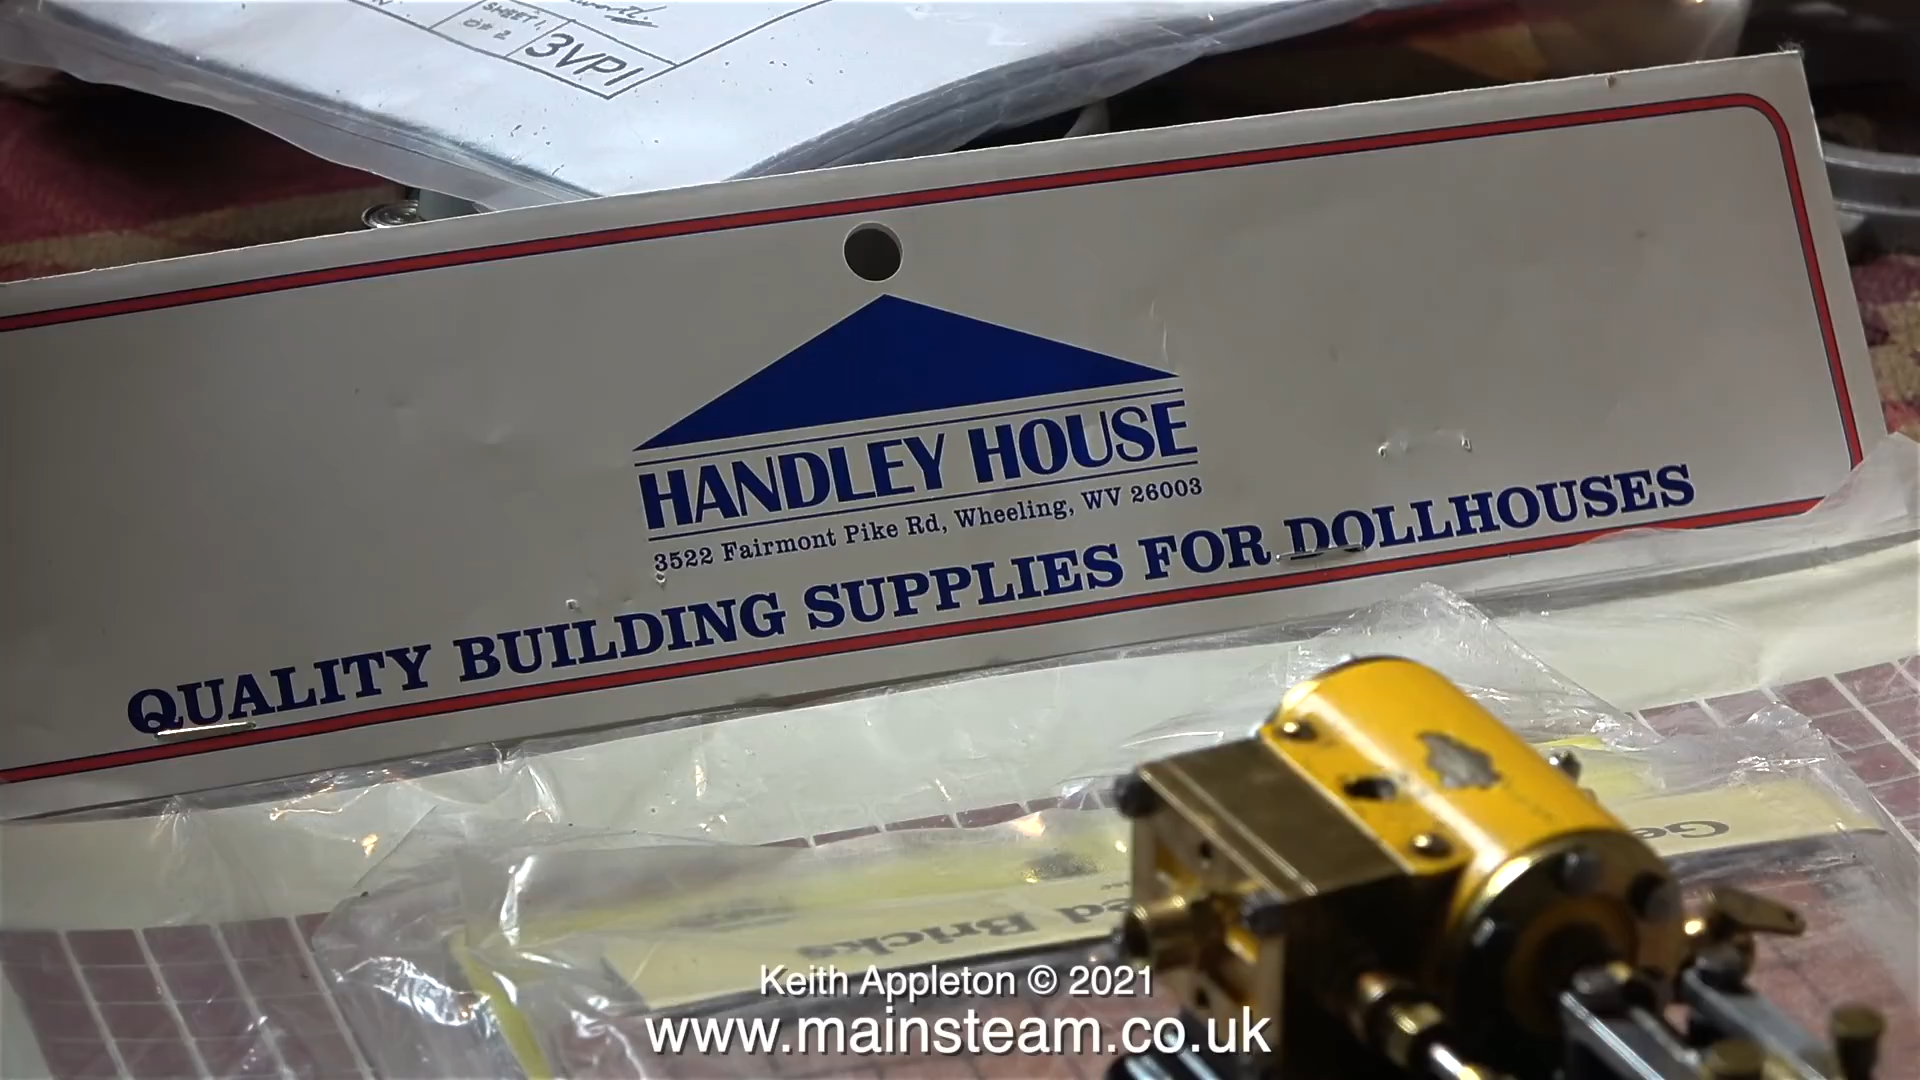 SHEET 1
OF 2
3VP1
HANDLEY HOUSE
3522 Fairmont Pike Rd, Wheeling, WV 26003
QUALITY BUILDING SUPPLIES FOR DOLLHOUSES
Bricks
Keith Appleton © 2021
www.mainsteam.co.uk